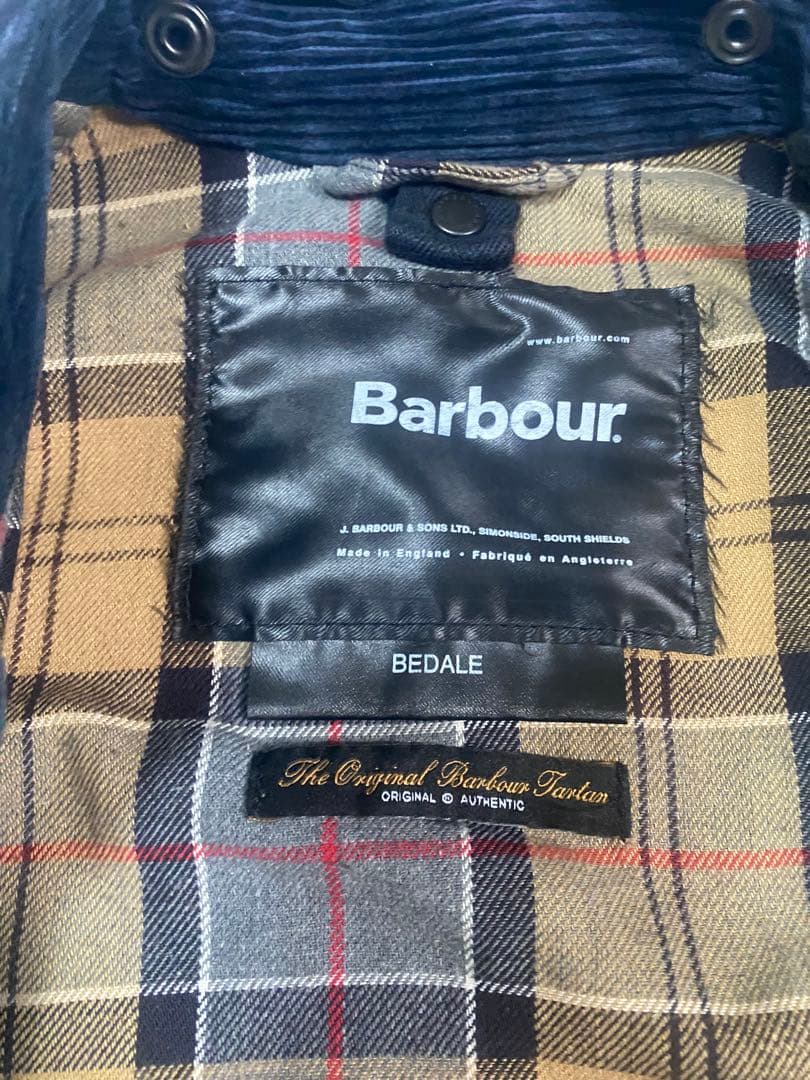 www.barbour.com
Barbour.
J. BARBOUR & SONS LTD., SIMONSIDE, SOUTH SHIELDS
Made in England • Fabriqué en Angleterre
BEDALE
The Original Barbour Tartan
ORIGINAL © AUTHENTIC